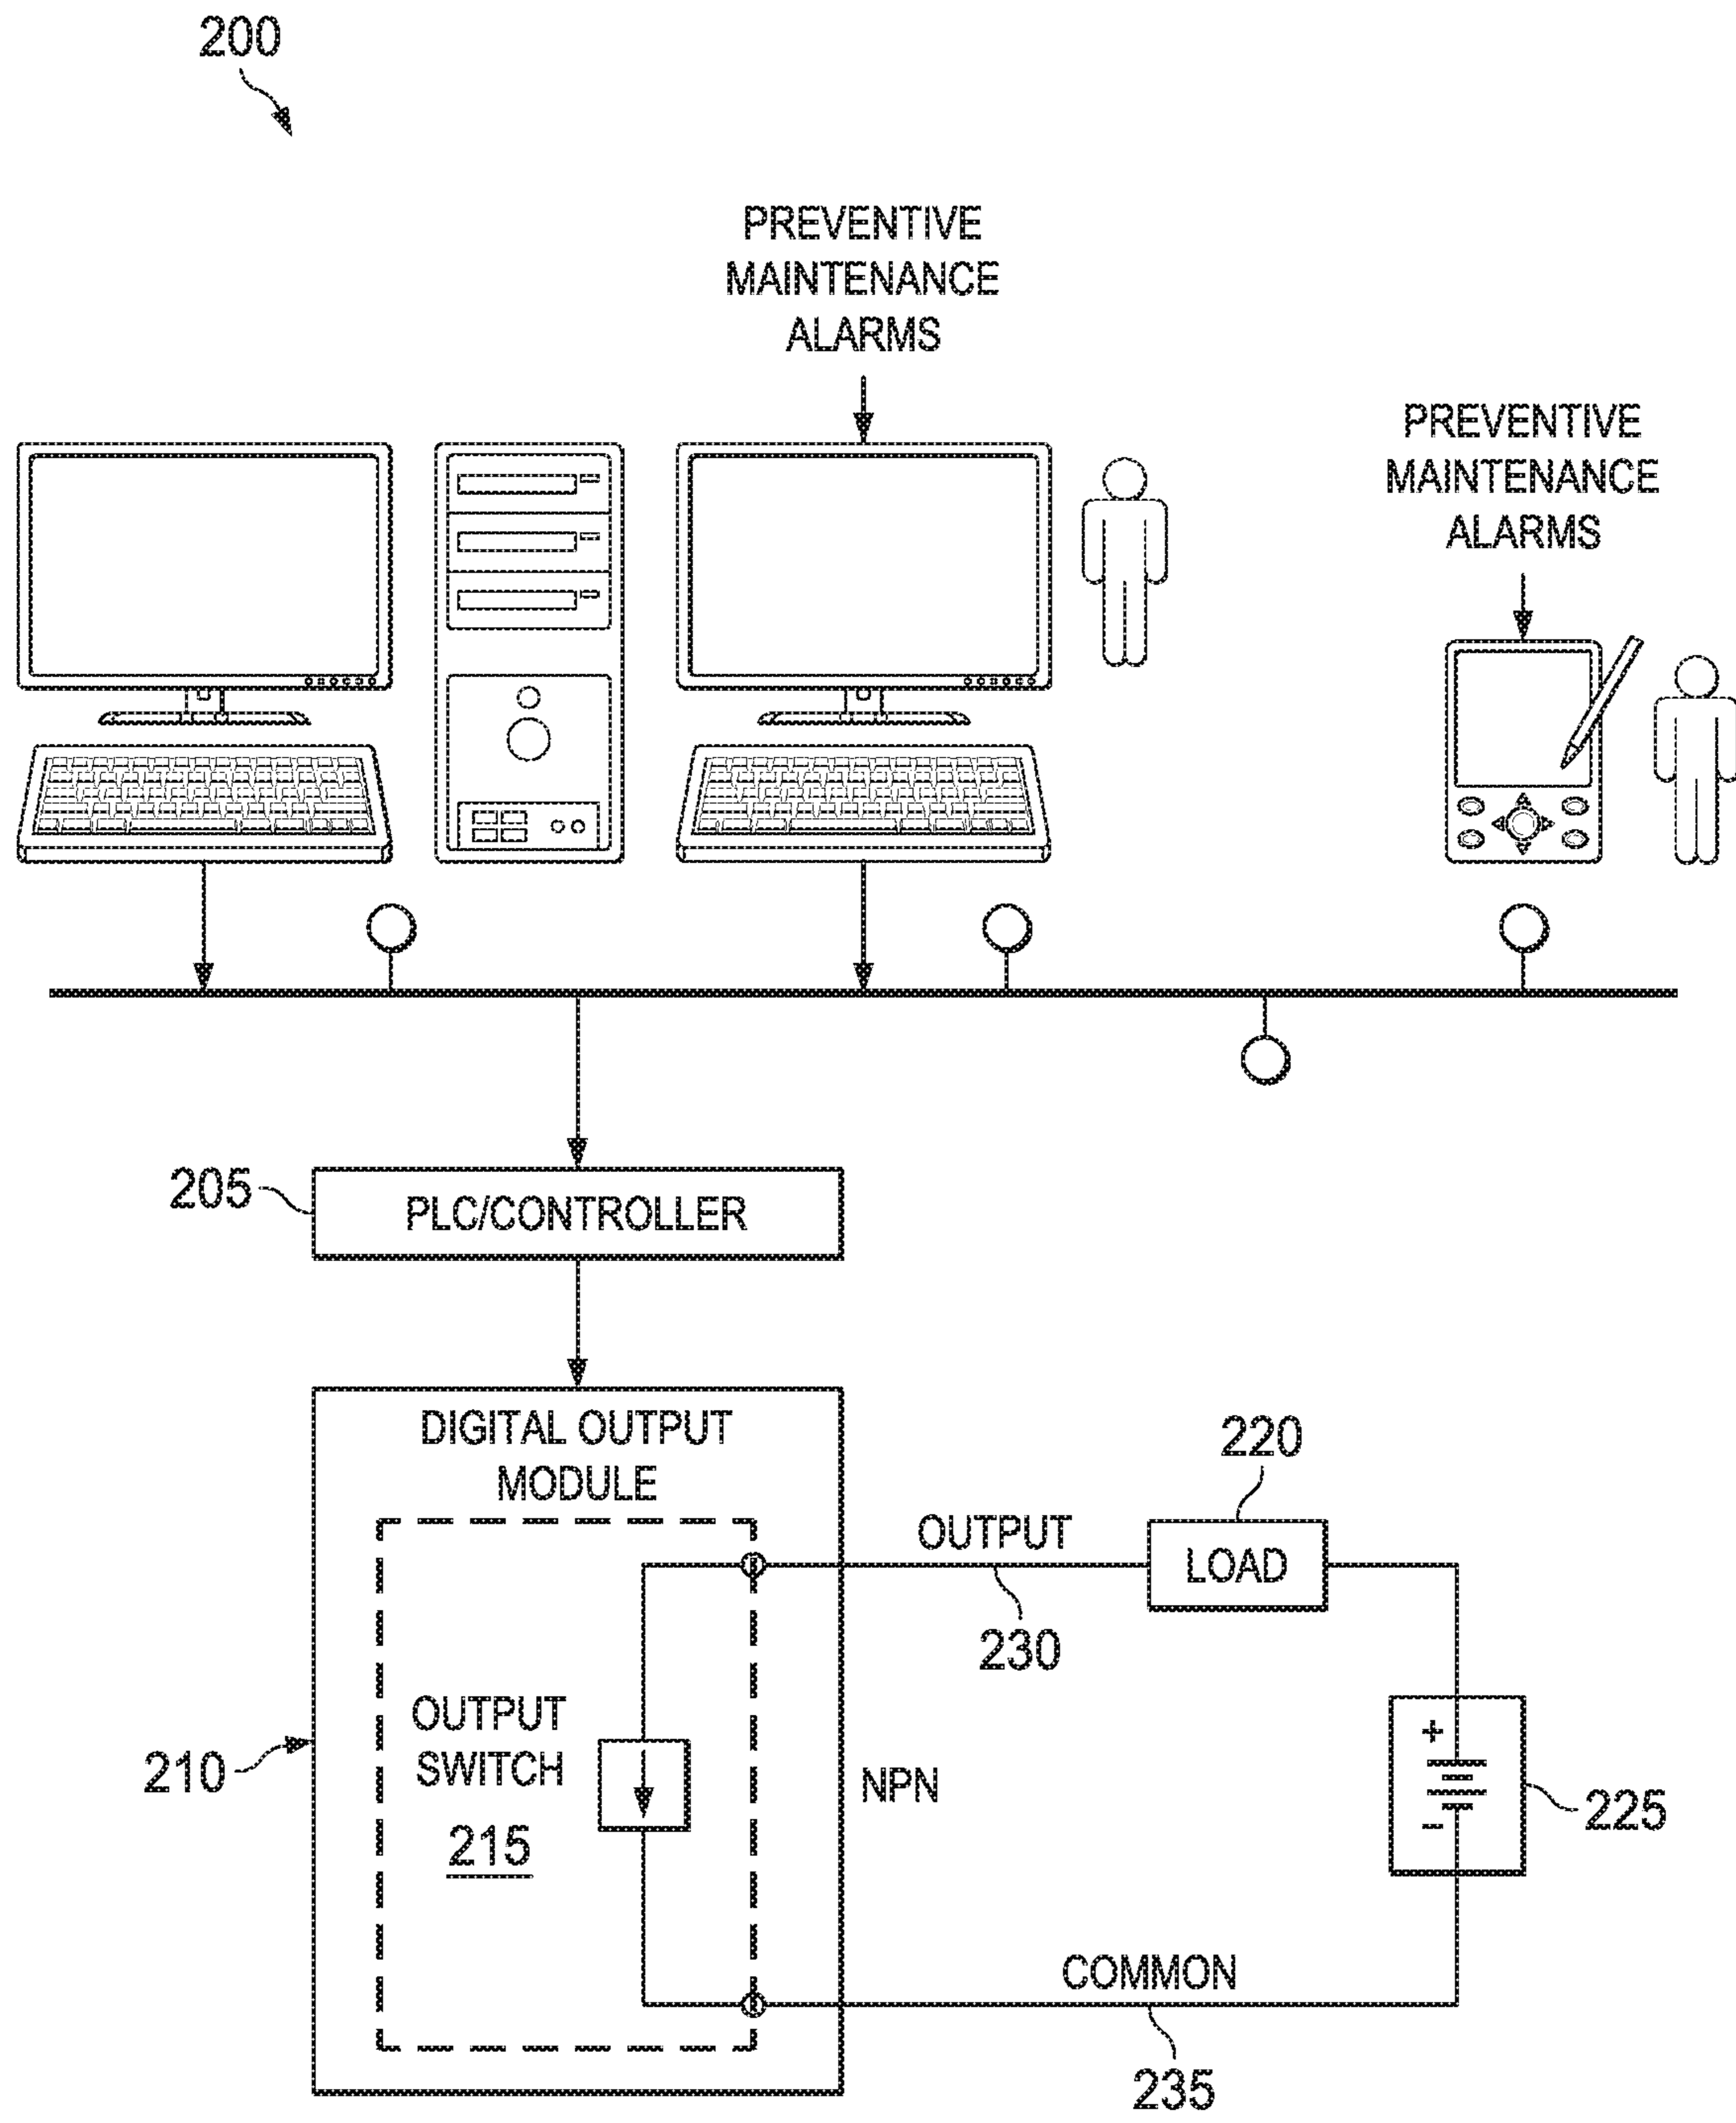 200
PREVENTIVE
MAINTENANCE
ALARMS
PREVENTIVE
MAINTENANCE
ALARMS
205
PLC/CONTROLLER
DIGITAL OUTPUT
MODULE
220
OUTPUT
LOAD
230
OUTPUT
SWITCH
215
210
NPN
+
-
225
COMMON
235